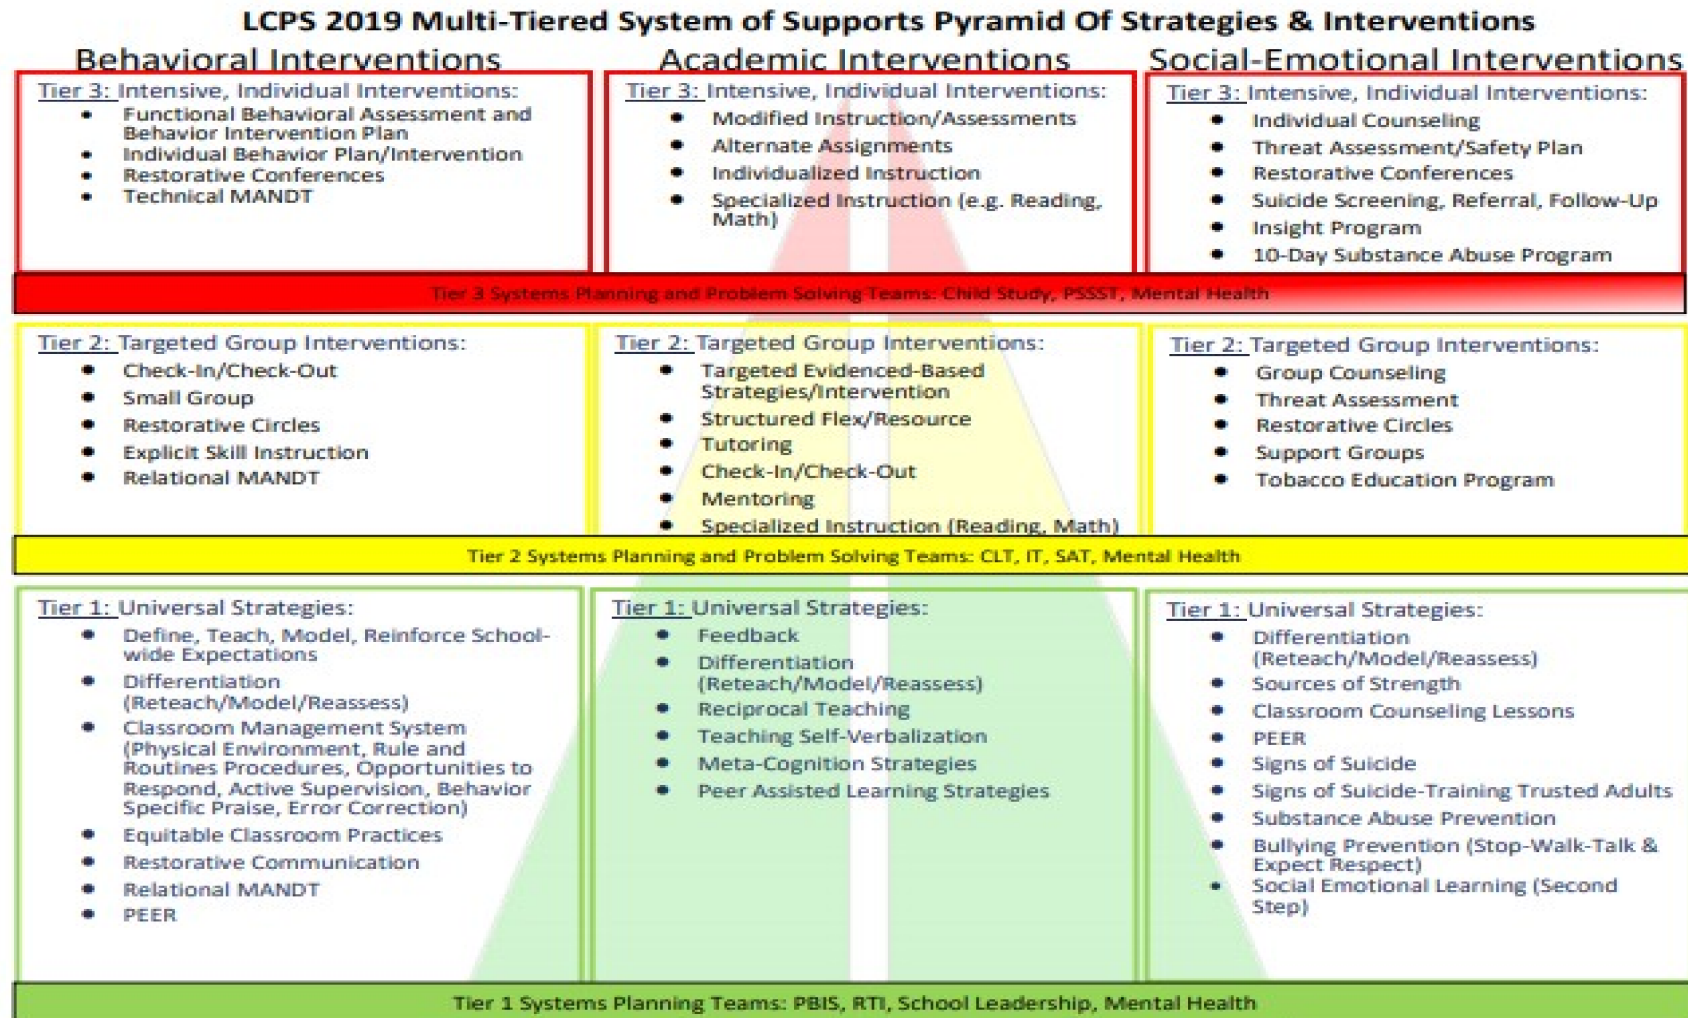 LCPS 2019 Multi-Tiered System of Supports Pyramid Of Strategies & Interventions
Behavioral Interventions
Academic Interventions
Social-Emotional Interventions
Tier 3: Intensive, Individual Interventions:
Functional Behavioral Assessment and
Behavior Intervention Plan
Individual Behavior Plan/Intervention
Restorative Conferences
Technical MANDT
Tier 3: Intensive, Individual Interventions:
Modified Instruction/Assessments
Alternate Assignments
Individualized Instruction
Specialized Instruction (e.g. Reading,
Math)
Tier 3: Intensive, Individual Interventions:
Individual Counseling
Threat Assessment/Safety Plan
Restorative Conferences
Suicide Screening, Referral, Follow-Up
Insight Program
10-Day Substance Abuse Program
Tier 3 Systems Planning and Problem Solving Teams: Child Study, PSSST, Mental Health
Tier 2: Targeted Group Interventions:
Check-In/Check-Out
Small Group
Restorative Circles
Explicit Skill Instruction
Relational MANDT
Tier 2: Targeted Group Interventions:
Targeted Evidenced-Based
Strategies/Intervention
Structured Flex/Resource
Tutoring
Check-In/Check-Out
Mentoring
Specialized Instruction (Reading, Math)
Tier 2: Targeted Group Interventions:
Group Counseling
Threat Assessment
Restorative Circles
Support Groups
Tobacco Education Program
Tier 2 Systems Planning and Problem Solving Teams: CLT, IT, SAT, Mental Health
Tier 1: Universal Strategies:
Define, Teach, Model, Reinforce School-
wide Expectations
Differentiation
(Reteach/Model/Reassess)
Classroom Management System
(Physical Environment, Rule and
Routines Procedures, Opportunities to
Respond, Active Supervision, Behavior
Specific Praise, Error Correction)
Equitable Classroom Practices
Restorative Communication
Relational MANDT
PEER
Tier 1: Universal Strategies:
Feedback
Differentiation
(Reteach/Model/Reassess)
Reciprocal Teaching
Teaching Self-Verbalization
Meta-Cognition Strategies
Peer Assisted Learning Strategies
Tier 1: Universal Strategies:
Differentiation
(Reteach/Model/Reassess)
Sources of Strength
Classroom Counseling Lessons
PEER
Signs of Suicide
Signs of Suicide-Training Trusted Adults
Substance Abuse Prevention
Bullying Prevention (Stop-Walk-Talk &
Expect Respect)
Social Emotional Learning (Second
Step)
Tier 1 Systems Planning Teams: PBIS, RTI, School Leadership, Mental Health